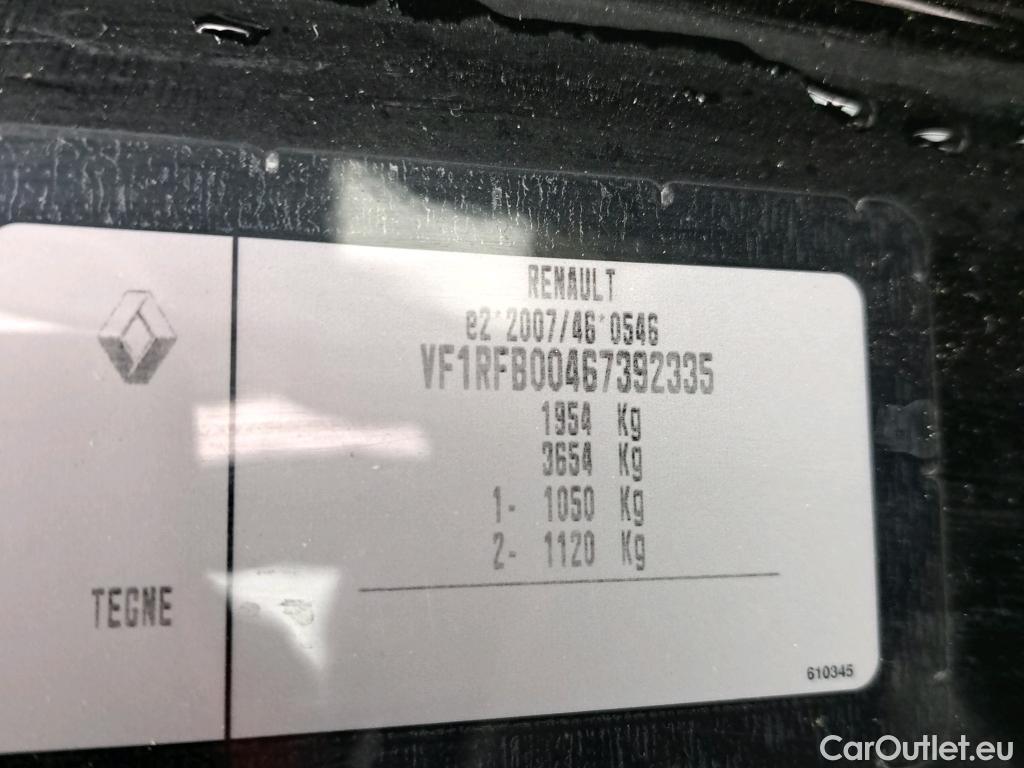 RENAULT
e2*2007/46*0546
VF1RFB00467392335
1954 Kg
3654 Kg
1- 1050 Kg
2- 1120 Kg
TEGNE
610345
CarOutlet.eu